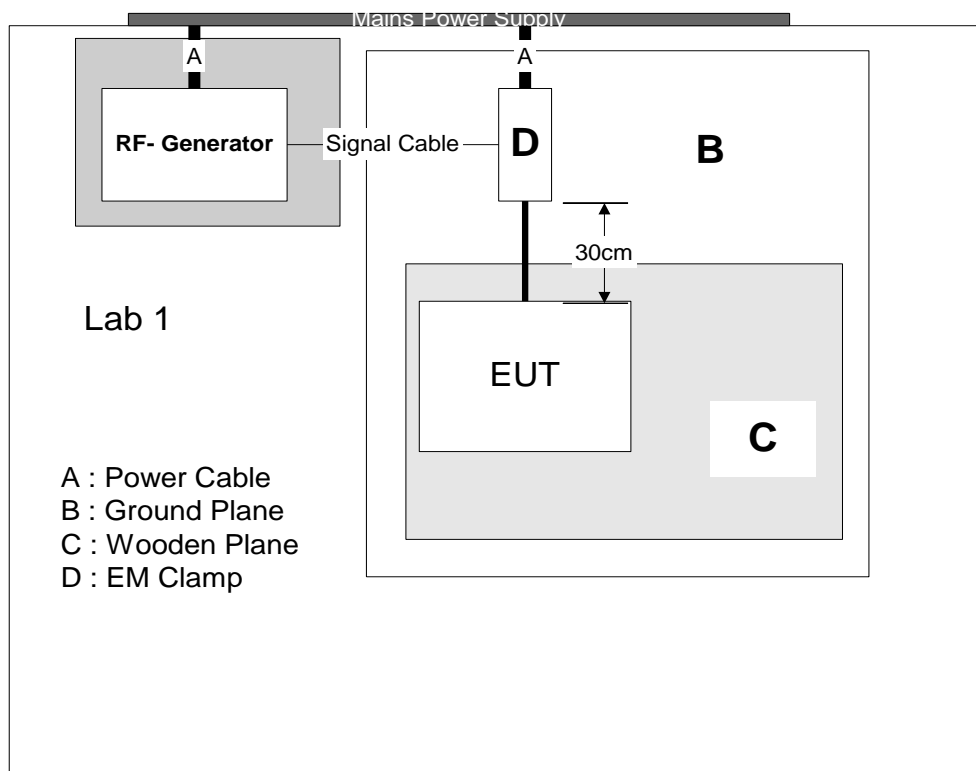 Mains Power Supply
A
A
RF- Generator
Signal Cable
D
B
30cm
Lab 1
EUT
C
A : Power Cable
B : Ground Plane
C : Wooden Plane
D : EM Clamp